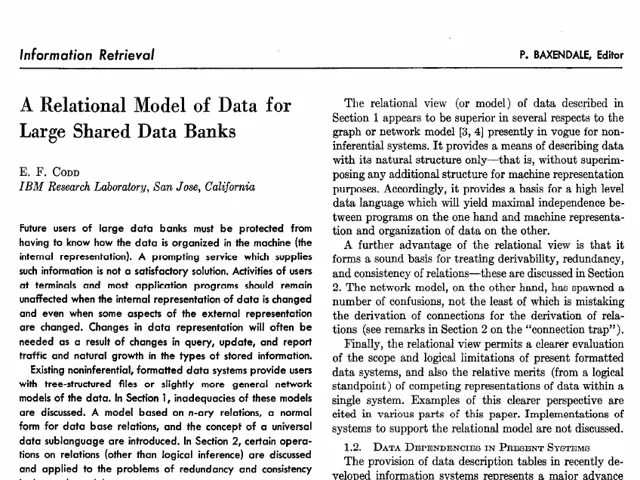 Information Retrieval
P. BAXENDALE, Editor
A Relational Model of Data for
Large Shared Data Banks
E. F. CODD
IBM Research Laboratory, San Jose, California
Future users of large data banks must be protected from
having to know how the data is organized in the machine (the
internal representation). A prompting service which supplies
such information is not a satisfactory solution. Activities of users
at terminals and most application programs should remain
unaffected when the internal representation of data is changed
and even when some aspects of the external representation
are changed. Changes in data representation will often be
needed as a result of changes in query, update, and report
traffic and natural growth in the types of stored information.
Existing noninferential, formatted data systems provide users
with tree-structured files or slightly more general network
models of the data. In Section 1, inadequacies of these models
are discussed. A model based on n-ary relations, a normal
form for data base relations, and the concept of a universal
data sublanguage are introduced. In Section 2, certain opera-
tions on relations (other than logical inference) are discussed
and applied to the problems of redundancy and consistency
The relational view (or model) of data described in
Section 1 appears to be superior in several respects to the
graph or network model [3, 4] presently in vogue for non-
inferential systems. It provides a means of describing data
with its natural structure only—that is, without superim-
posing any additional structure for machine representation
purposes. Accordingly, it provides a basis for a high level
data language which will yield maximal independence be-
tween programs on the one hand and machine representa-
tion and organization of data on the other.
A further advantage of the relational view is that it
forms a sound basis for treating derivability, redundancy,
and consistency of relations—these are discussed in Section
2. The network model, on the other hand, has spawned a
number of confusions, not the least of which is mistaking
the derivation of connections for the derivation of rela-
tions (see remarks in Section 2 on the "connection trap").
Finally, the relational view permits a clearer evaluation
of the scope and logical limitations of present formatted
data systems, and also the relative merits (from a logical
standpoint) of competing representations of data within a
single system. Examples of this clearer perspective are
cited in various parts of this paper. Implementations of
systems to support the relational model are not discussed.
1.2. DATA DEPENDENCIES IN PRESENT SYSTEMS
The provision of data description tables in recently de-
veloped information systems represents a major advance